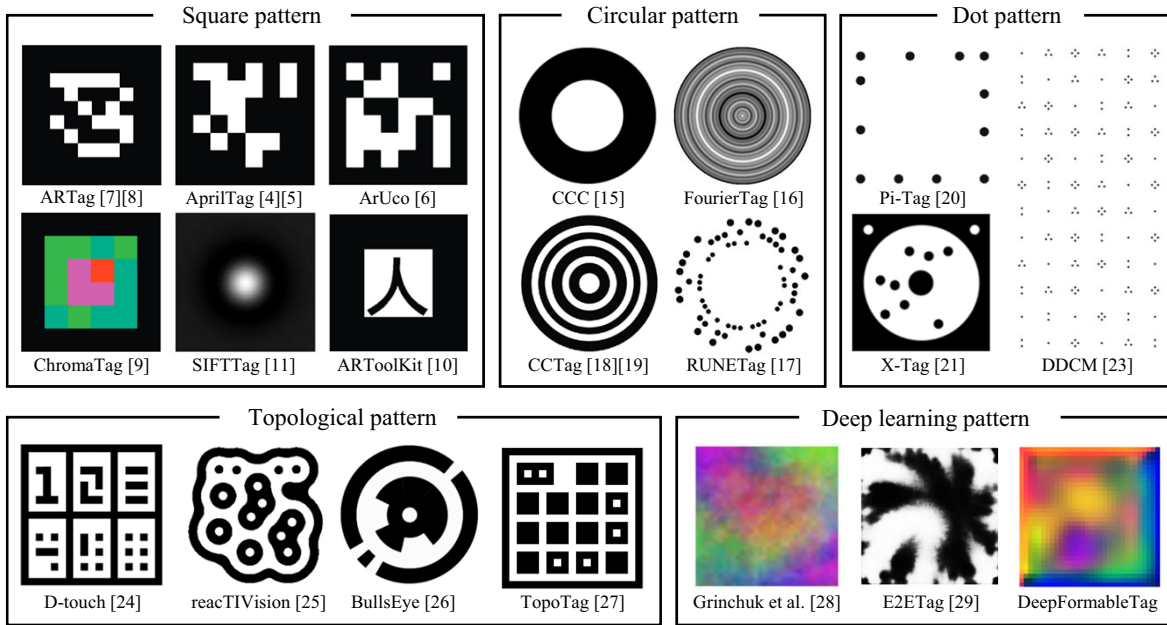 Square pattern
ARTag [7][8]
AprilTag [4][5]
ArUco [6]
ChromaTag [9]
SIFTTag [11]
ARToolKit [10]
Circular pattern
CCC [15]
FourierTag [16]
CCTag [18][19]
RUNETag [17]
Dot pattern
Pi-Tag [20]
X-Tag [21]
DDCM [23]
Topological pattern
D-touch [24]
reacTIVision [25]
BullsEye [26]
TopoTag [27]
Deep learning pattern
Grinchuk et al. [28]
E2ETag [29]
DeepFormableTag